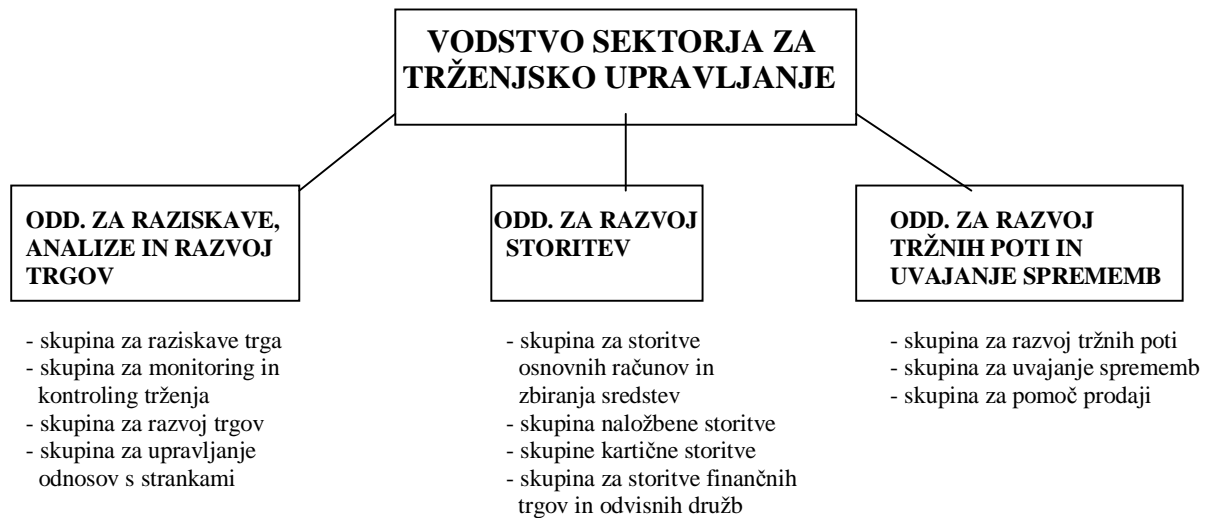 VODSTVO SEKTORJA ZA
TRŽENJSKO UPRAVLJANJE
ODD. ZA RAZISKAVE,
ANALIZE IN RAZVOJ
TRGOV
- skupina za raziskave trga
- skupina za monitoring in
kontroling trženja
- skupina za razvoj trgov
- skupina za upravljanje
odnosov s strankami
ODD. ZA RAZVOJ
STORITEV
- skupina za storitve
osnovnih računov in
zbiranja sredstev
- skupina naložbene storitve
- skupine kartične storitve
- skupina za storitve finančnih
trgov in odvisnih družb
ODD. ZA RAZVOJ
TRŽNIH POTI IN
UVAJANJE SPREMEMB
- skupina za razvoj tržnih poti
- skupina za uvajanje sprememb
- skupina za pomoč prodaji